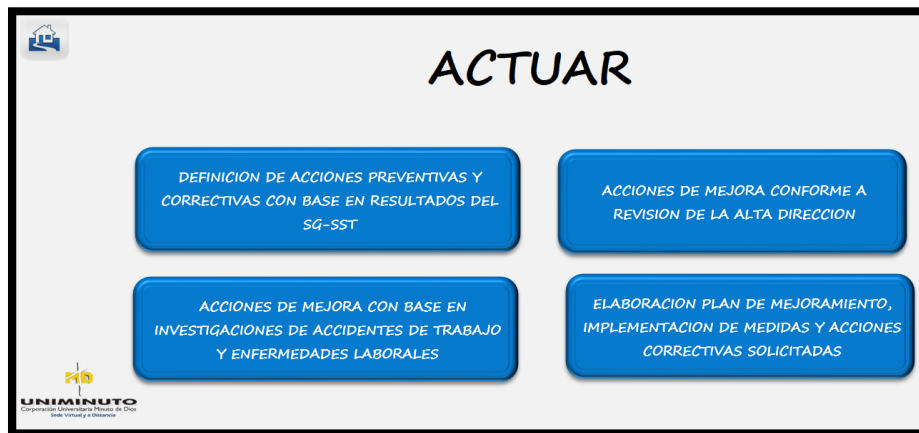 ACTUAR
DEFINICION DE ACCIONES PREVENTIVAS Y
CORRECTIVAS CON BASE EN RESULTADOS DEL
SG-SST
ACCIONES DE MEJORA CONFORME A
REVISION DE LA ALTA DIRECCION
ACCIONES DE MEJORA CON BASE EN
INVESTIGACIONES DE ACCIDENTES DE TRABAJO
Y ENFERMEDADES LABORALES
ELABORACION PLAN DE MEJORAMIENTO,
IMPLEMENTACION DE MEDIDAS Y ACCIONES
CORRECTIVAS SOLICITADAS
UNIMINUTO
Corporación Universitaria Minuto de Dios
Sede Virtual y a Distancia